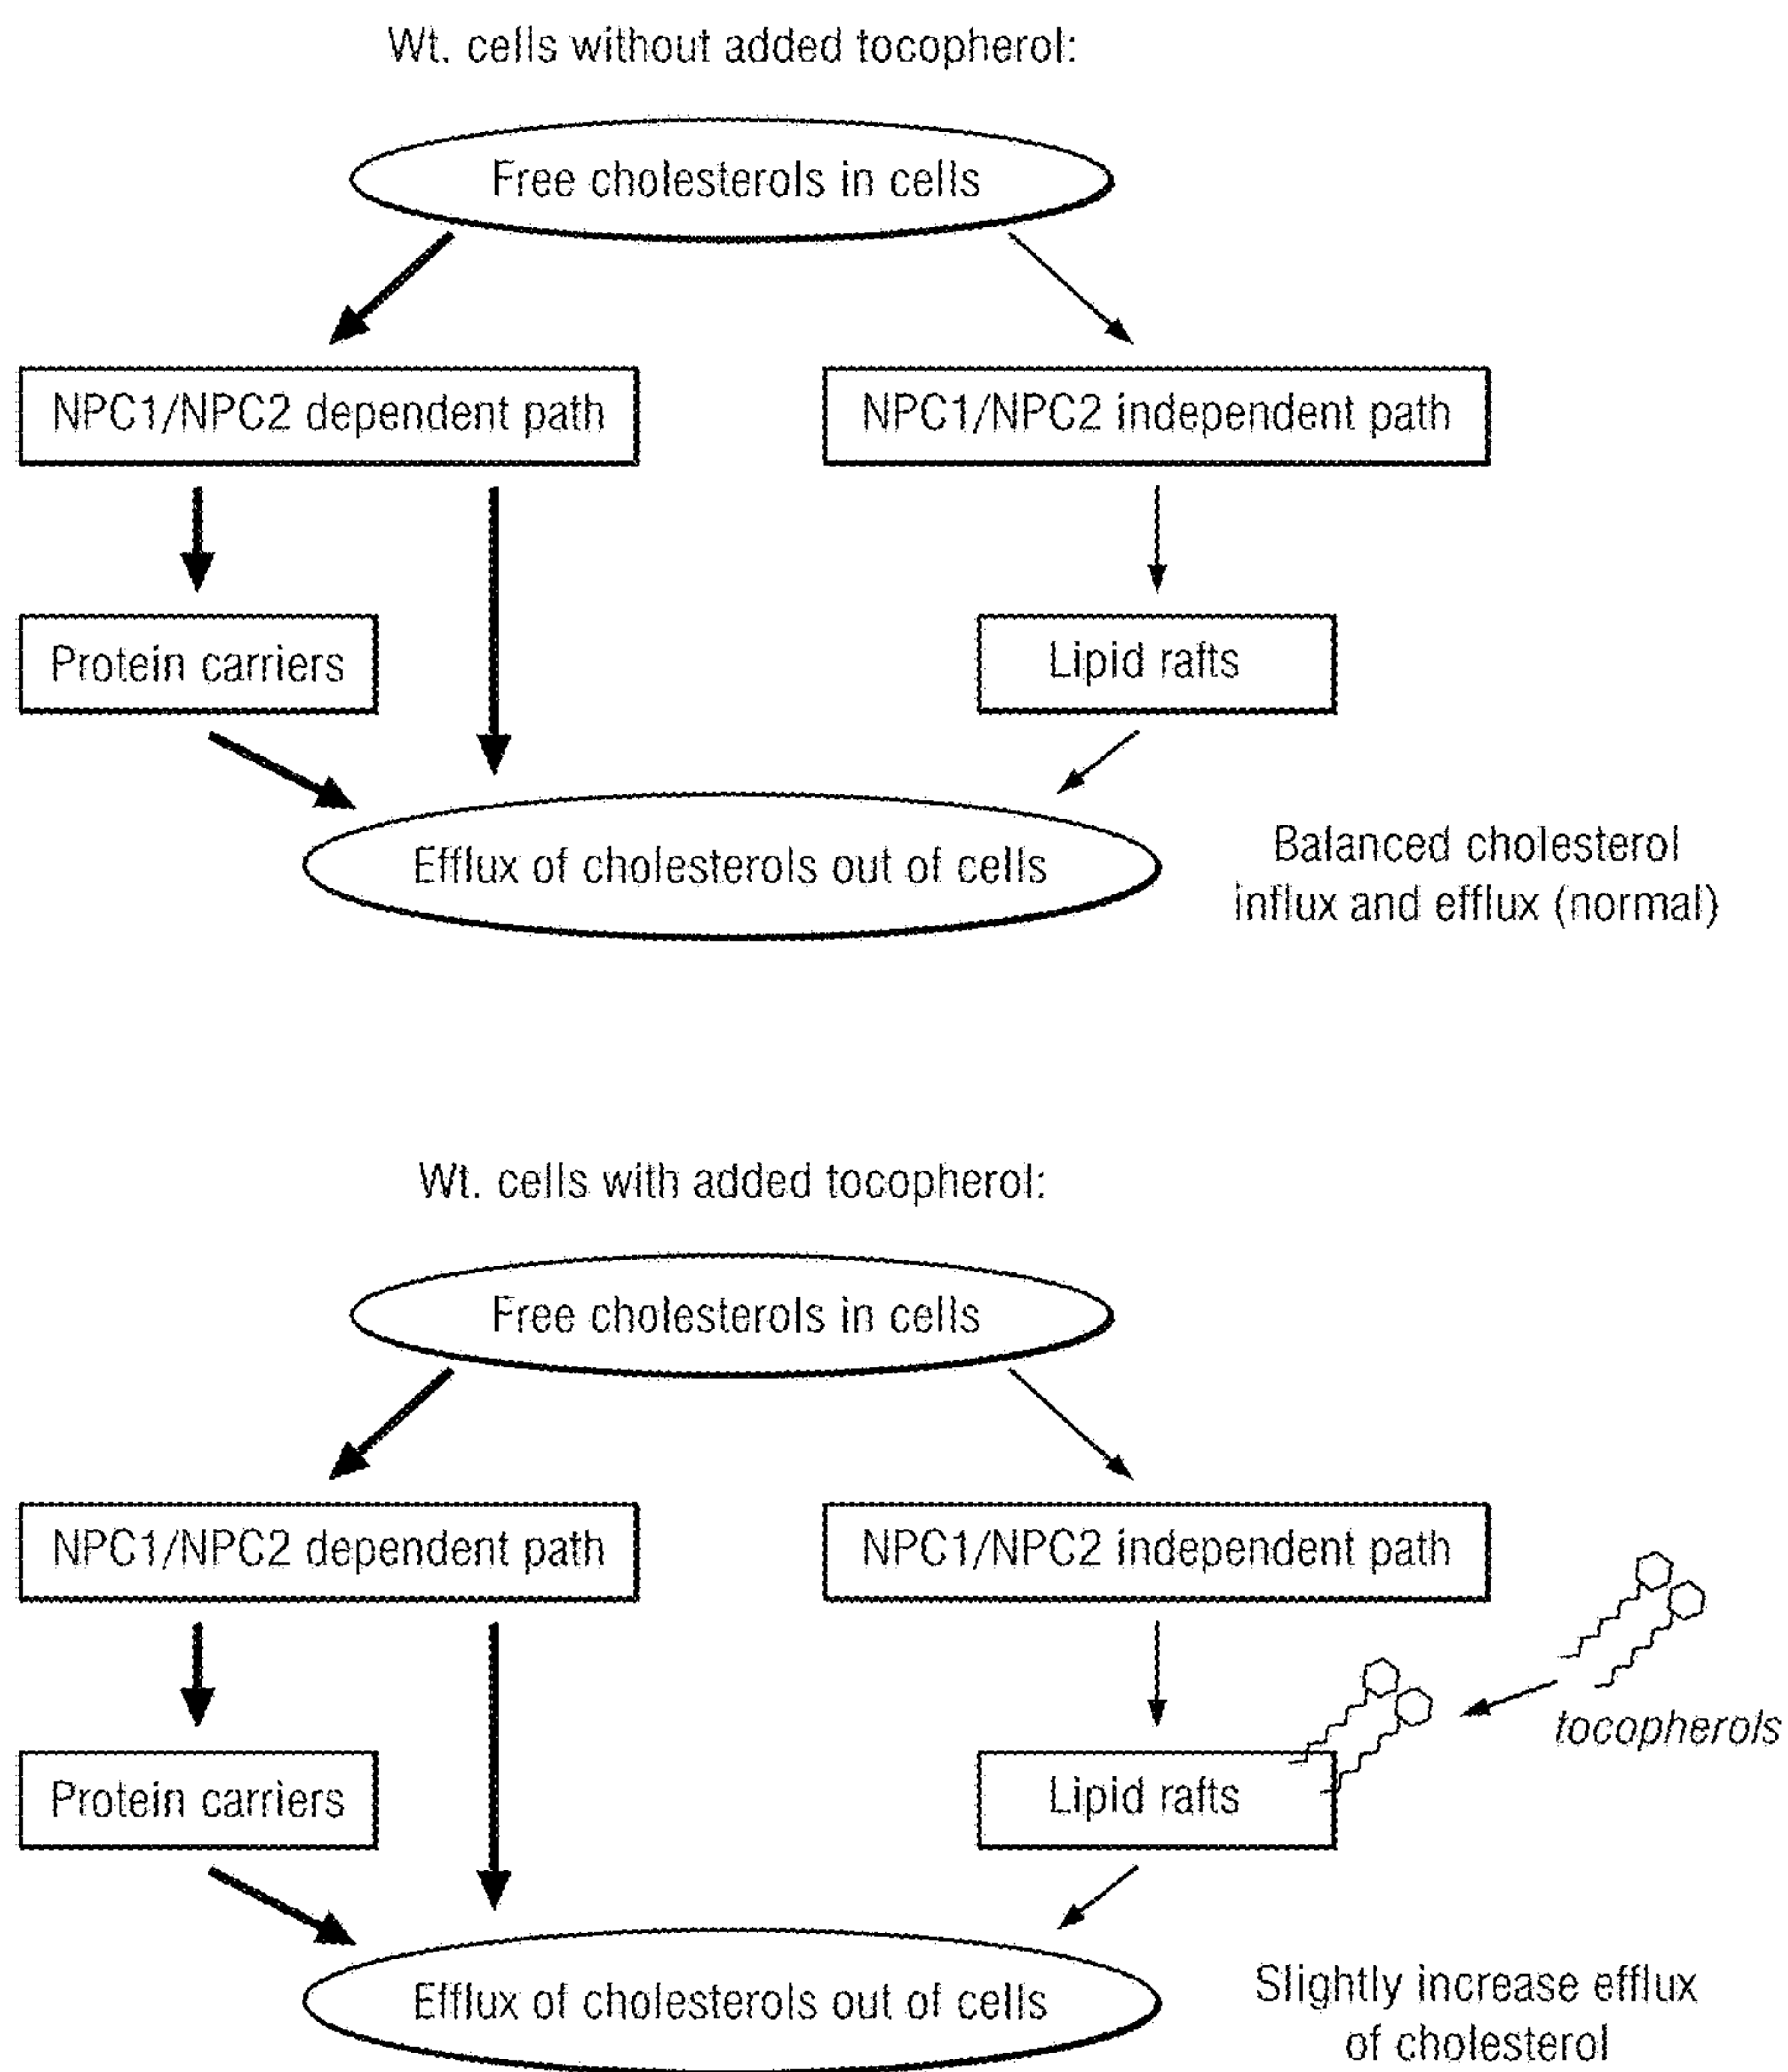 Wt. cells without added tocopherol:
Free cholesterols in cells
NPC1/NPC2 dependent path
NPC1/NPC2 independent path
Protein carriers
Lipid rafts
Efflux of cholesterols out of cells
Balanced cholesterol
influx and efflux (normal)
Wt. cells with added tocopherol:
Free cholesterols in cells
NPC1/NPC2 dependent path
NPC1/NPC2 independent path
tocopherols
Protein carriers
Lipid rafts
Efflux of cholesterols out of cells
Slightly increase efflux
of cholesterol